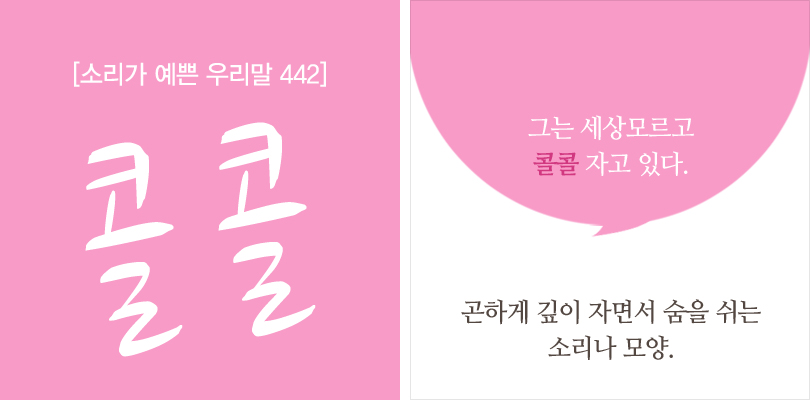 [소리가 예쁜 우리말 442]
콜콜
그는 세상모르고
콜콜 자고 있다.
곤하게 깊이 자면서 숨을 쉬는
소리나 모양.